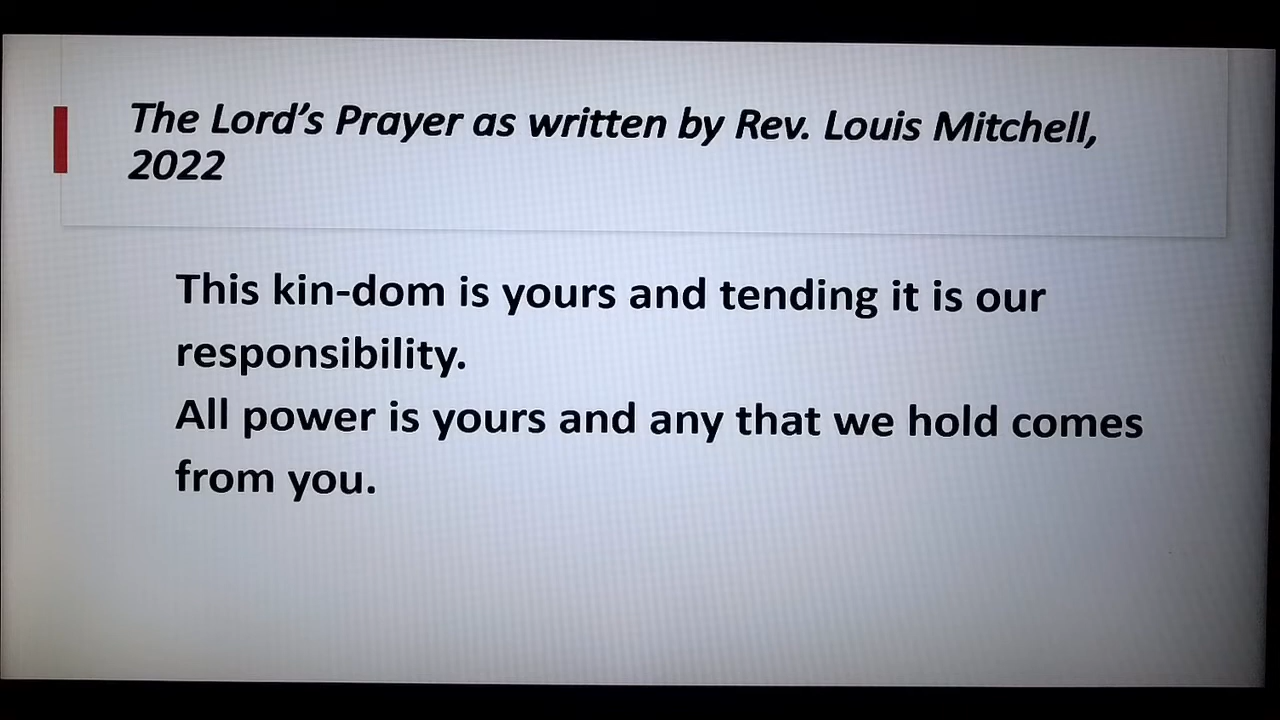 The Lord's Prayer as written by Rev. Louis Mitchell,
2022
This kin-dom is yours and tending it is our
responsibility.
All power is yours and any that we hold comes
from you.